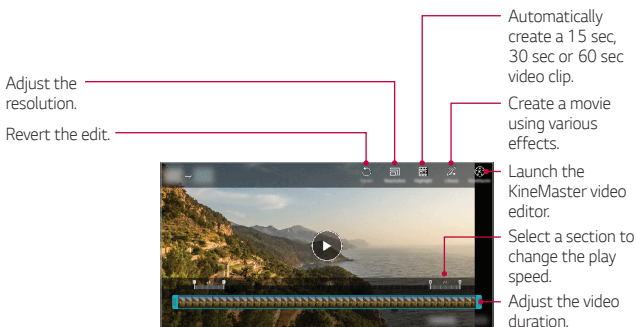 Adjust the
resolution.
Revert the edit.
Automatically
create a 15 sec,
30 sec or 60 sec
video clip.
Create a movie
using various
effects.
Launch the
KineMaster video
editor.
Select a section to
change the play
speed.
Adjust the video
duration.